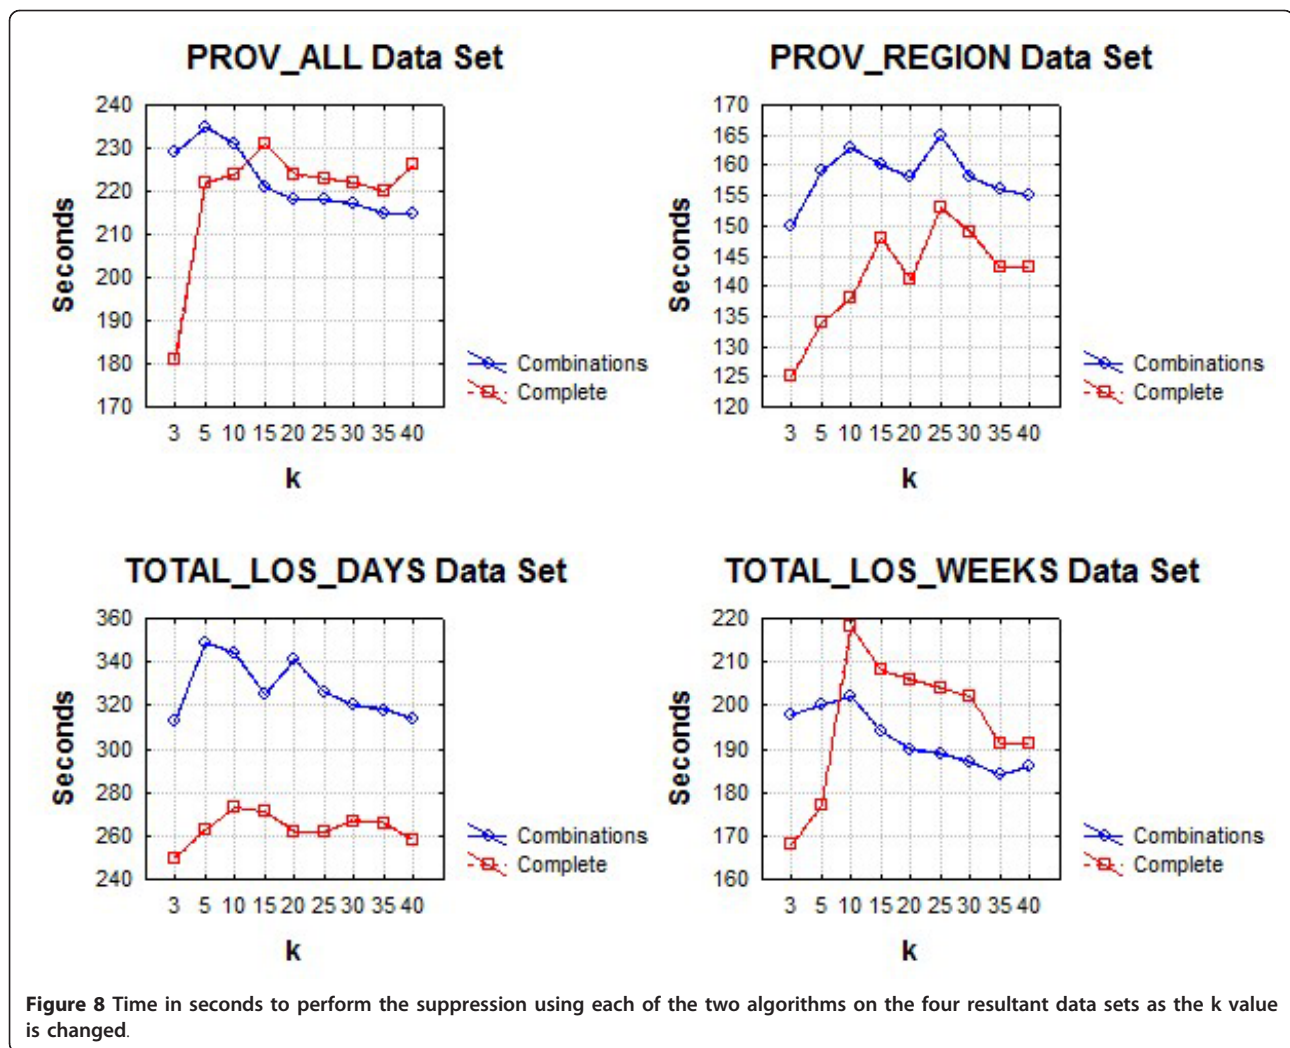 PROV_ALL Data Set
240
230
220
210
200
190
180
170
Seconds
3 5 10 15 20 25 30 35 40
k
Combinations
Complete
PROV_REGION Data Set
170
165
160
155
150
145
140
135
130
125
120
Seconds
3 5 10 15 20 25 30 35 40
k
Combinations
Complete
TOTAL_LOS_DAYS Data Set
360
340
320
300
280
260
240
Seconds
3 5 10 15 20 25 30 35 40
k
Combinations
Complete
TOTAL_LOS_WEEKS Data Set
220
210
200
190
180
170
160
Seconds
3 5 10 15 20 25 30 35 40
k
Combinations
Complete
Figure 8 Time in seconds to perform the suppression using each of the two algorithms on the four resultant data sets as the k value
is changed.